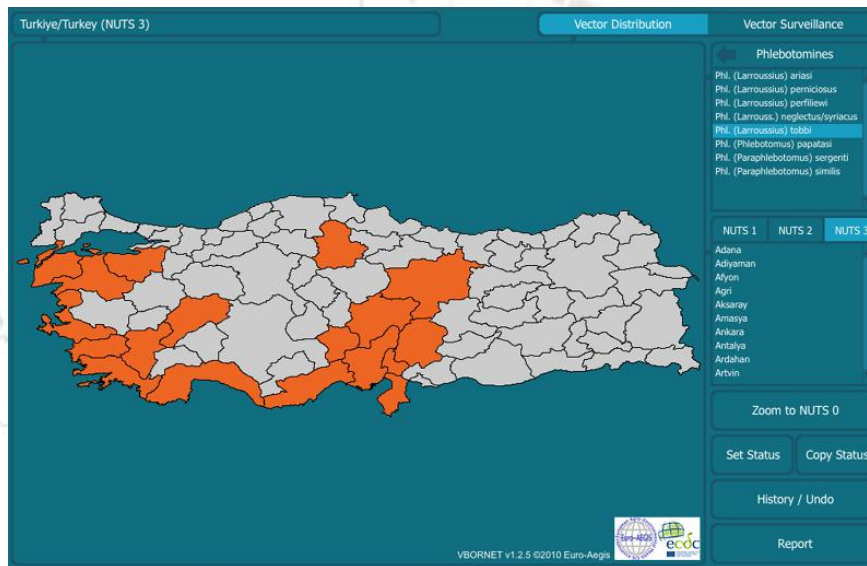 Turkiye/Turkey (NUTS 3)
Vector Distribution
Vector Surveillance
Phlebotomines
Phl. (Larroussius) ariasi
Phl. (Larroussius) perniciosus
Phl. (Larroussius) perfiliewi
Phl. (Larrouss.) neglectus/syriacus
Phl. (Larroussius) tobbi
Phl. (Phlebotomus) papatasi
Phl. (Paraphlebotomus) sergenti
Phl. (Paraphlebotomus) similis
NUTS 1
NUTS 2
NUTS 3
Adana
Adiyaman
Afyon
Agri
Aksaray
Amasya
Ankara
Antalya
Ardahan
Artvin
Zoom to NUTS 0
Set Status
Copy Status
History / Undo
Report
Euro-AEGIS
ecdc
VBORNET v1.2.5 ©2010 Euro-Aegis